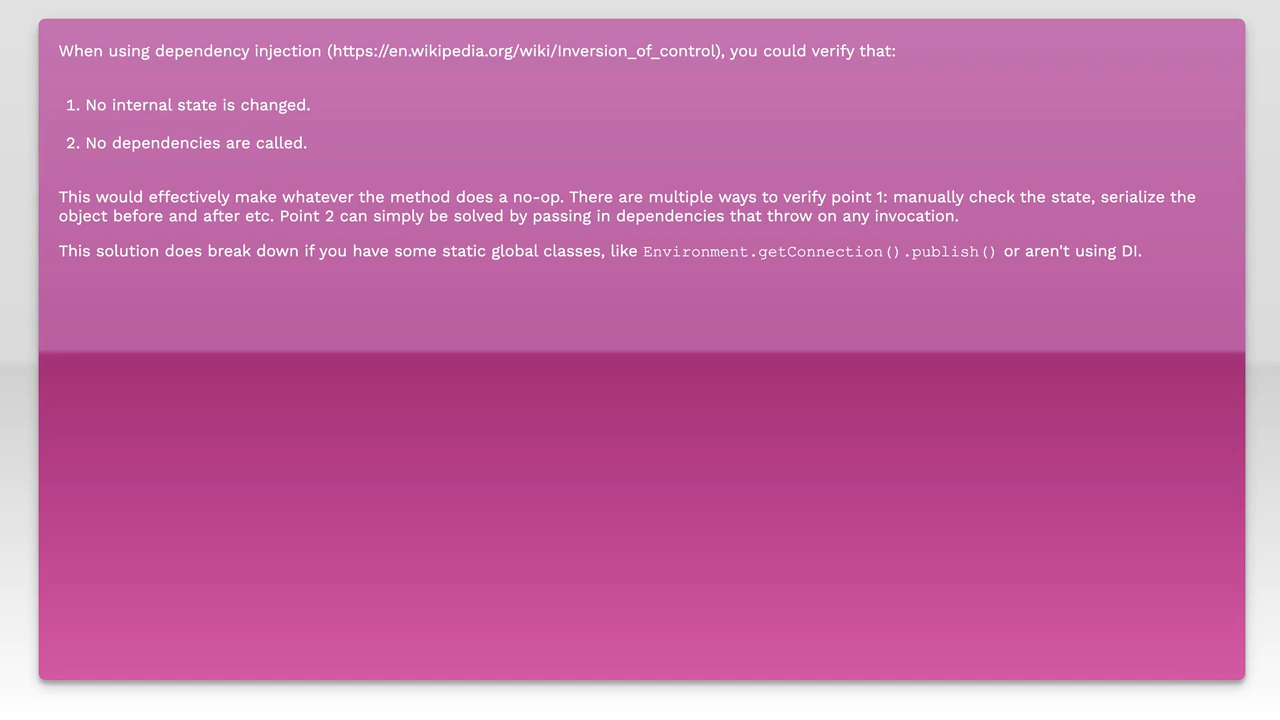 When using dependency injection (https://en.wikipedia.org/wiki/Inversion_of_control), you could verify that:
1. No internal state is changed.
2. No dependencies are called.
This would effectively make whatever the method does a no-op. There are multiple ways to verify point 1: manually check the state, serialize the
object before and after etc. Point 2 can simply be solved by passing in dependencies that throw on any invocation.
This solution does break down if you have some static global classes, like Environment.getConnection().publish() or aren't using DI.